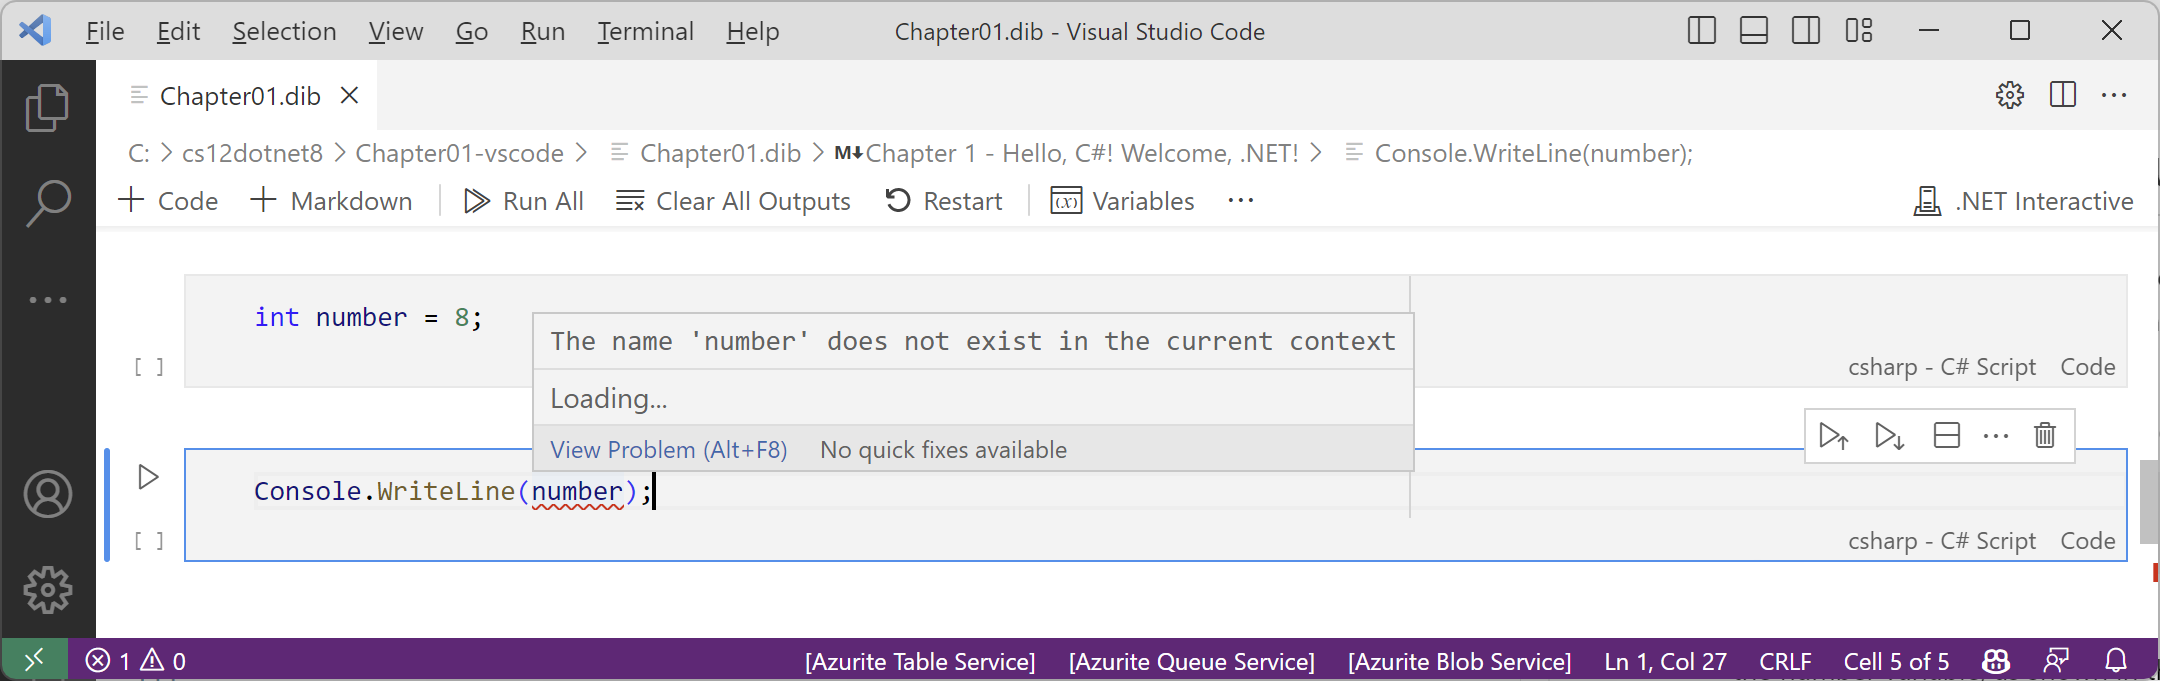 File Edit Selection View Go Run Terminal Help Chapter01.dib - Visual Studio Code
Chapter01.dib
C: > cs12dotnet8 > Chapter01-vscode > Chapter01.dib > M↓Chapter 1 - Hello, C#! Welcome, .NET! > Console.WriteLine(number);
+ Code + Markdown Run All Clear All Outputs Restart Variables ··· .NET Interactive
int number = 8;
The name 'number' does not exist in the current context
[ ] csharp - C# Script Code
Loading...
View Problem (Alt+F8) No quick fixes available
Console.WriteLine(number);
[ ] csharp - C# Script Code
1 0 [Azurite Table Service] [Azurite Queue Service] [Azurite Blob Service] Ln 1, Col 27 CRLF Cell 5 of 5